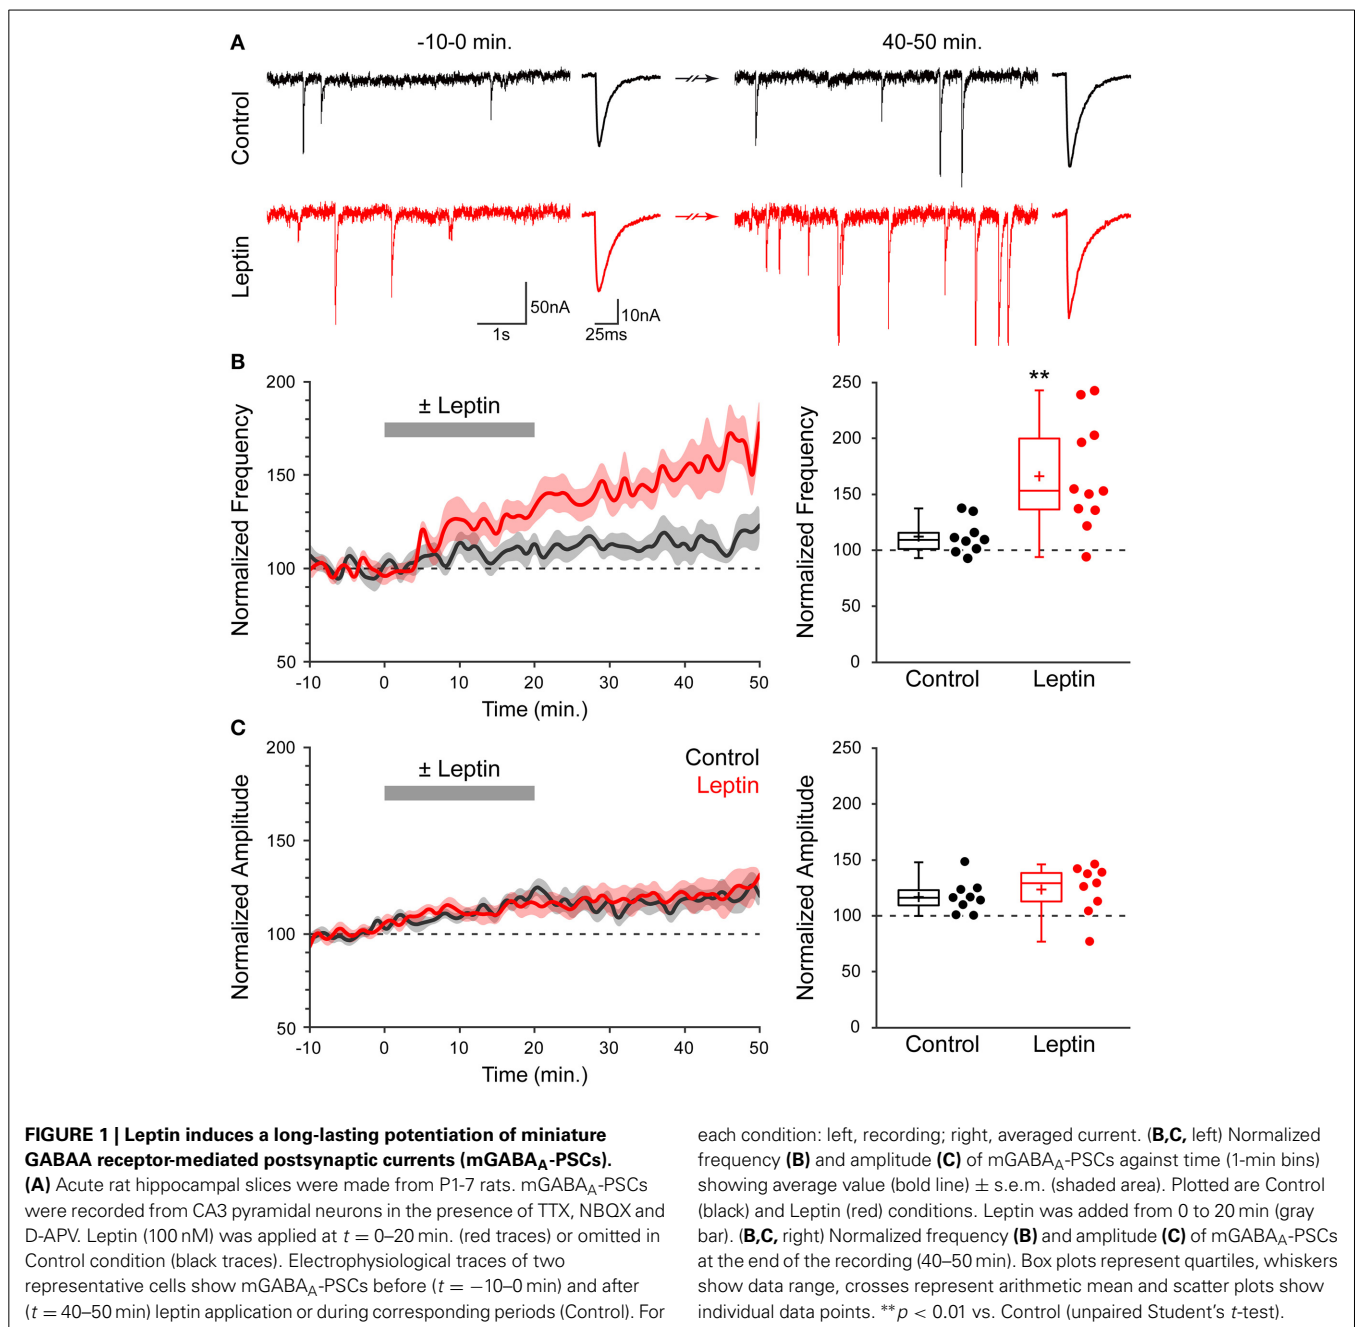 A
-10-0 min.
40-50 min.
Control
Leptin
50nA
1s
10nA
25ms
B
200
150
100
50
Normalized Frequency
± Leptin
-10
0
10
20
30
40
50
Time (min.)
250
200
150
100
50
0
Normalized Frequency
**
Control
Leptin
C
200
150
100
50
Normalized Amplitude
± Leptin
Control
Leptin
-10
0
10
20
30
40
50
Time (min.)
250
200
150
100
50
0
Normalized Amplitude
Control
Leptin
FIGURE 1 | Leptin induces a long-lasting potentiation of miniature
GABAA receptor-mediated postsynaptic currents (mGABAA-PSCs).
(A) Acute rat hippocampal slices were made from P1-7 rats. mGABAA-PSCs
were recorded from CA3 pyramidal neurons in the presence of TTX, NBQX and
D-APV. Leptin (100 nM) was applied at t = 0–20 min. (red traces) or omitted in
Control condition (black traces). Electrophysiological traces of two
representative cells show mGABAA-PSCs before (t = −10–0 min) and after
(t = 40–50 min) leptin application or during corresponding periods (Control). For
each condition: left, recording; right, averaged current. (B,C, left) Normalized
frequency (B) and amplitude (C) of mGABAA-PSCs against time (1-min bins)
showing average value (bold line) ± s.e.m. (shaded area). Plotted are Control
(black) and Leptin (red) conditions. Leptin was added from 0 to 20 min (gray
bar). (B,C, right) Normalized frequency (B) and amplitude (C) of mGABAA-PSCs
at the end of the recording (40–50 min). Box plots represent quartiles, whiskers
show data range, crosses represent arithmetic mean and scatter plots show
individual data points. **p < 0.01 vs. Control (unpaired Student's t-test).